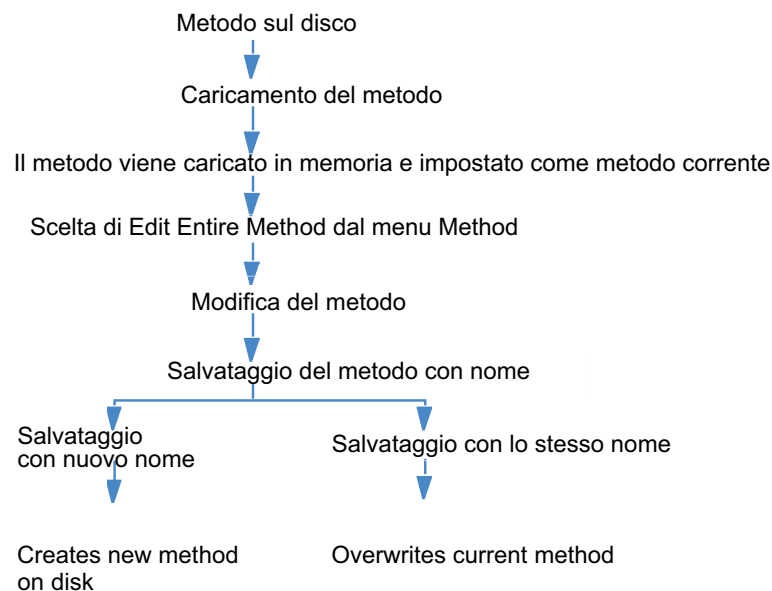 Metodo sul disco
Caricamento del metodo
Il metodo viene caricato in memoria e impostato come metodo corrente
Scelta di Edit Entire Method dal menu Method
Modifica del metodo
Salvataggio del metodo con nome
Salvataggio
con nuovo nome
Salvataggio con lo stesso nome
Creates new method
on disk
Overwrites current method